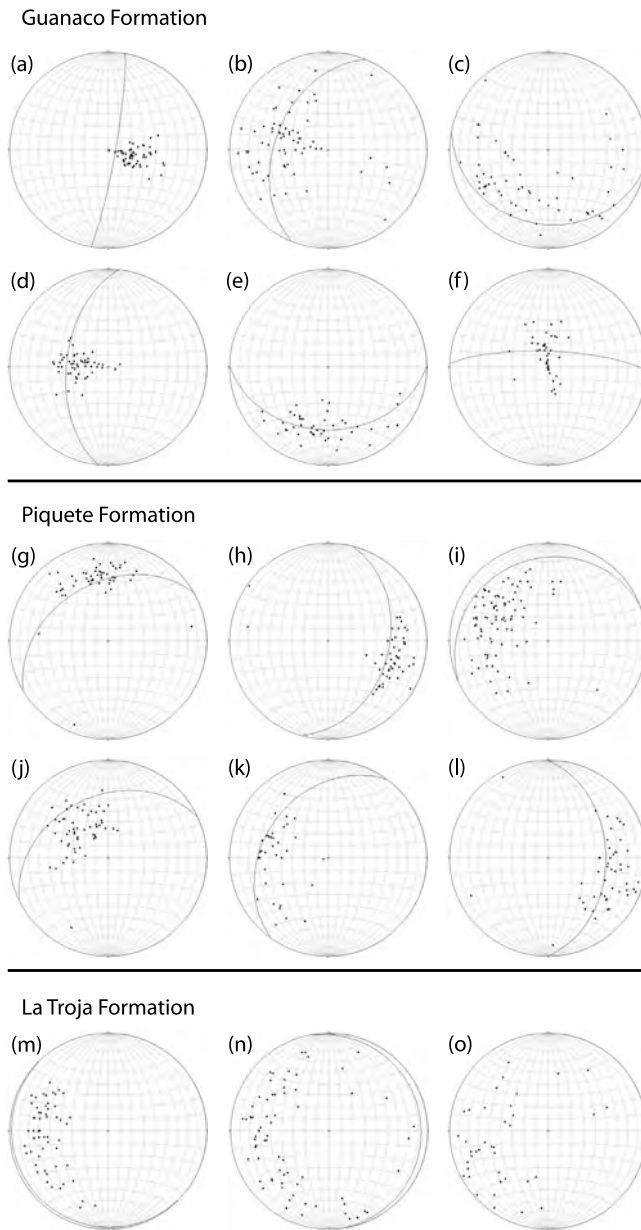 Guanaco Formation
(a) (b) (c)
(d) (e) (f)
Piquete Formation
(g) (h) (i)
(j) (k) (l)
La Troja Formation
(m) (n) (o)